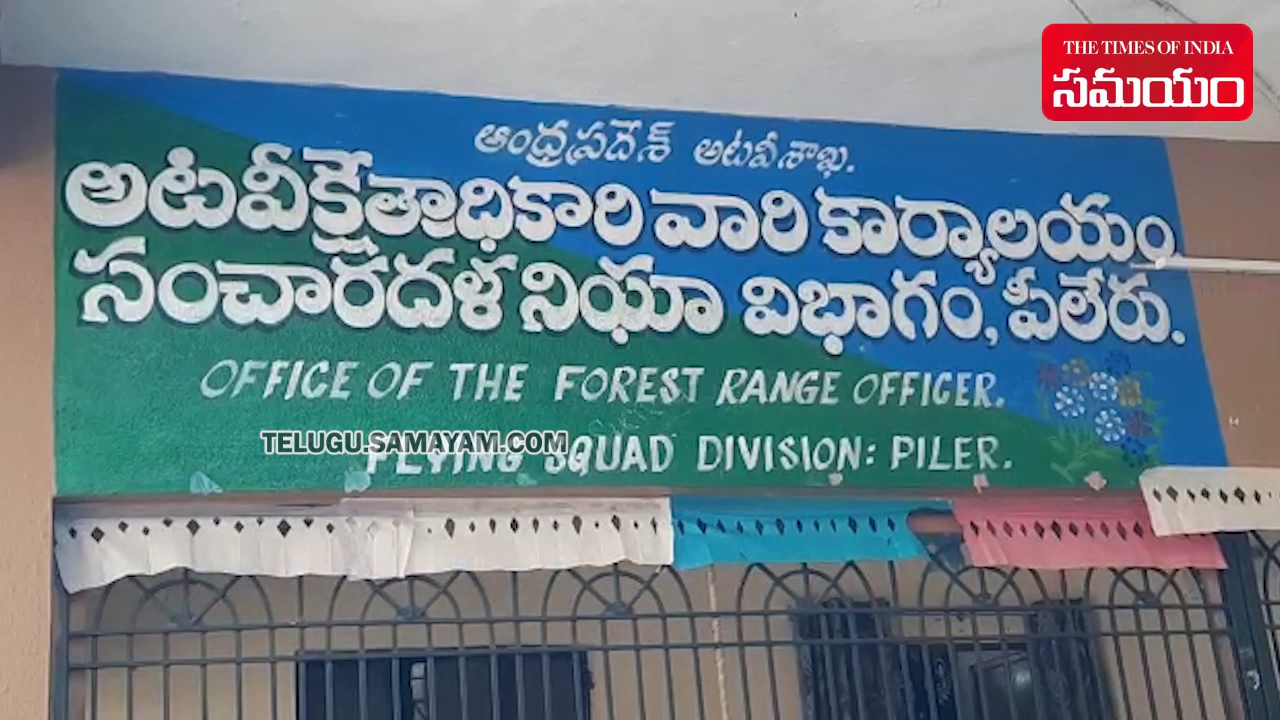 THE TIMES OF INDIA
సమయం
ఆంధ్రప్రదేశ్ అటవీశాఖ.
అటవీక్షేత్రాధికారి వారి కార్యాలయం
సంచారదళ నిఘా విభాగం, పీలేరు.
OFFICE OF THE FOREST RANGE OFFICER.
TELUGU.SAMAYAM.COM
FLYING SQUAD DIVISION: PILER.